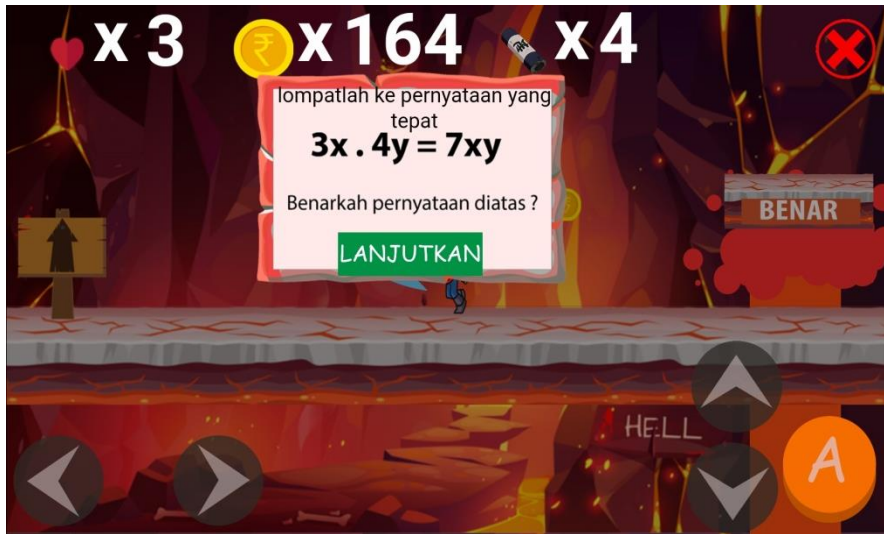 x 3
₹ x 164
x 4
lompatlah ke pernyataan yang
tepat
3x . 4y = 7xy
Benarkah pernyataan diatas ?
LANJUTKAN
BENAR
HELL
A